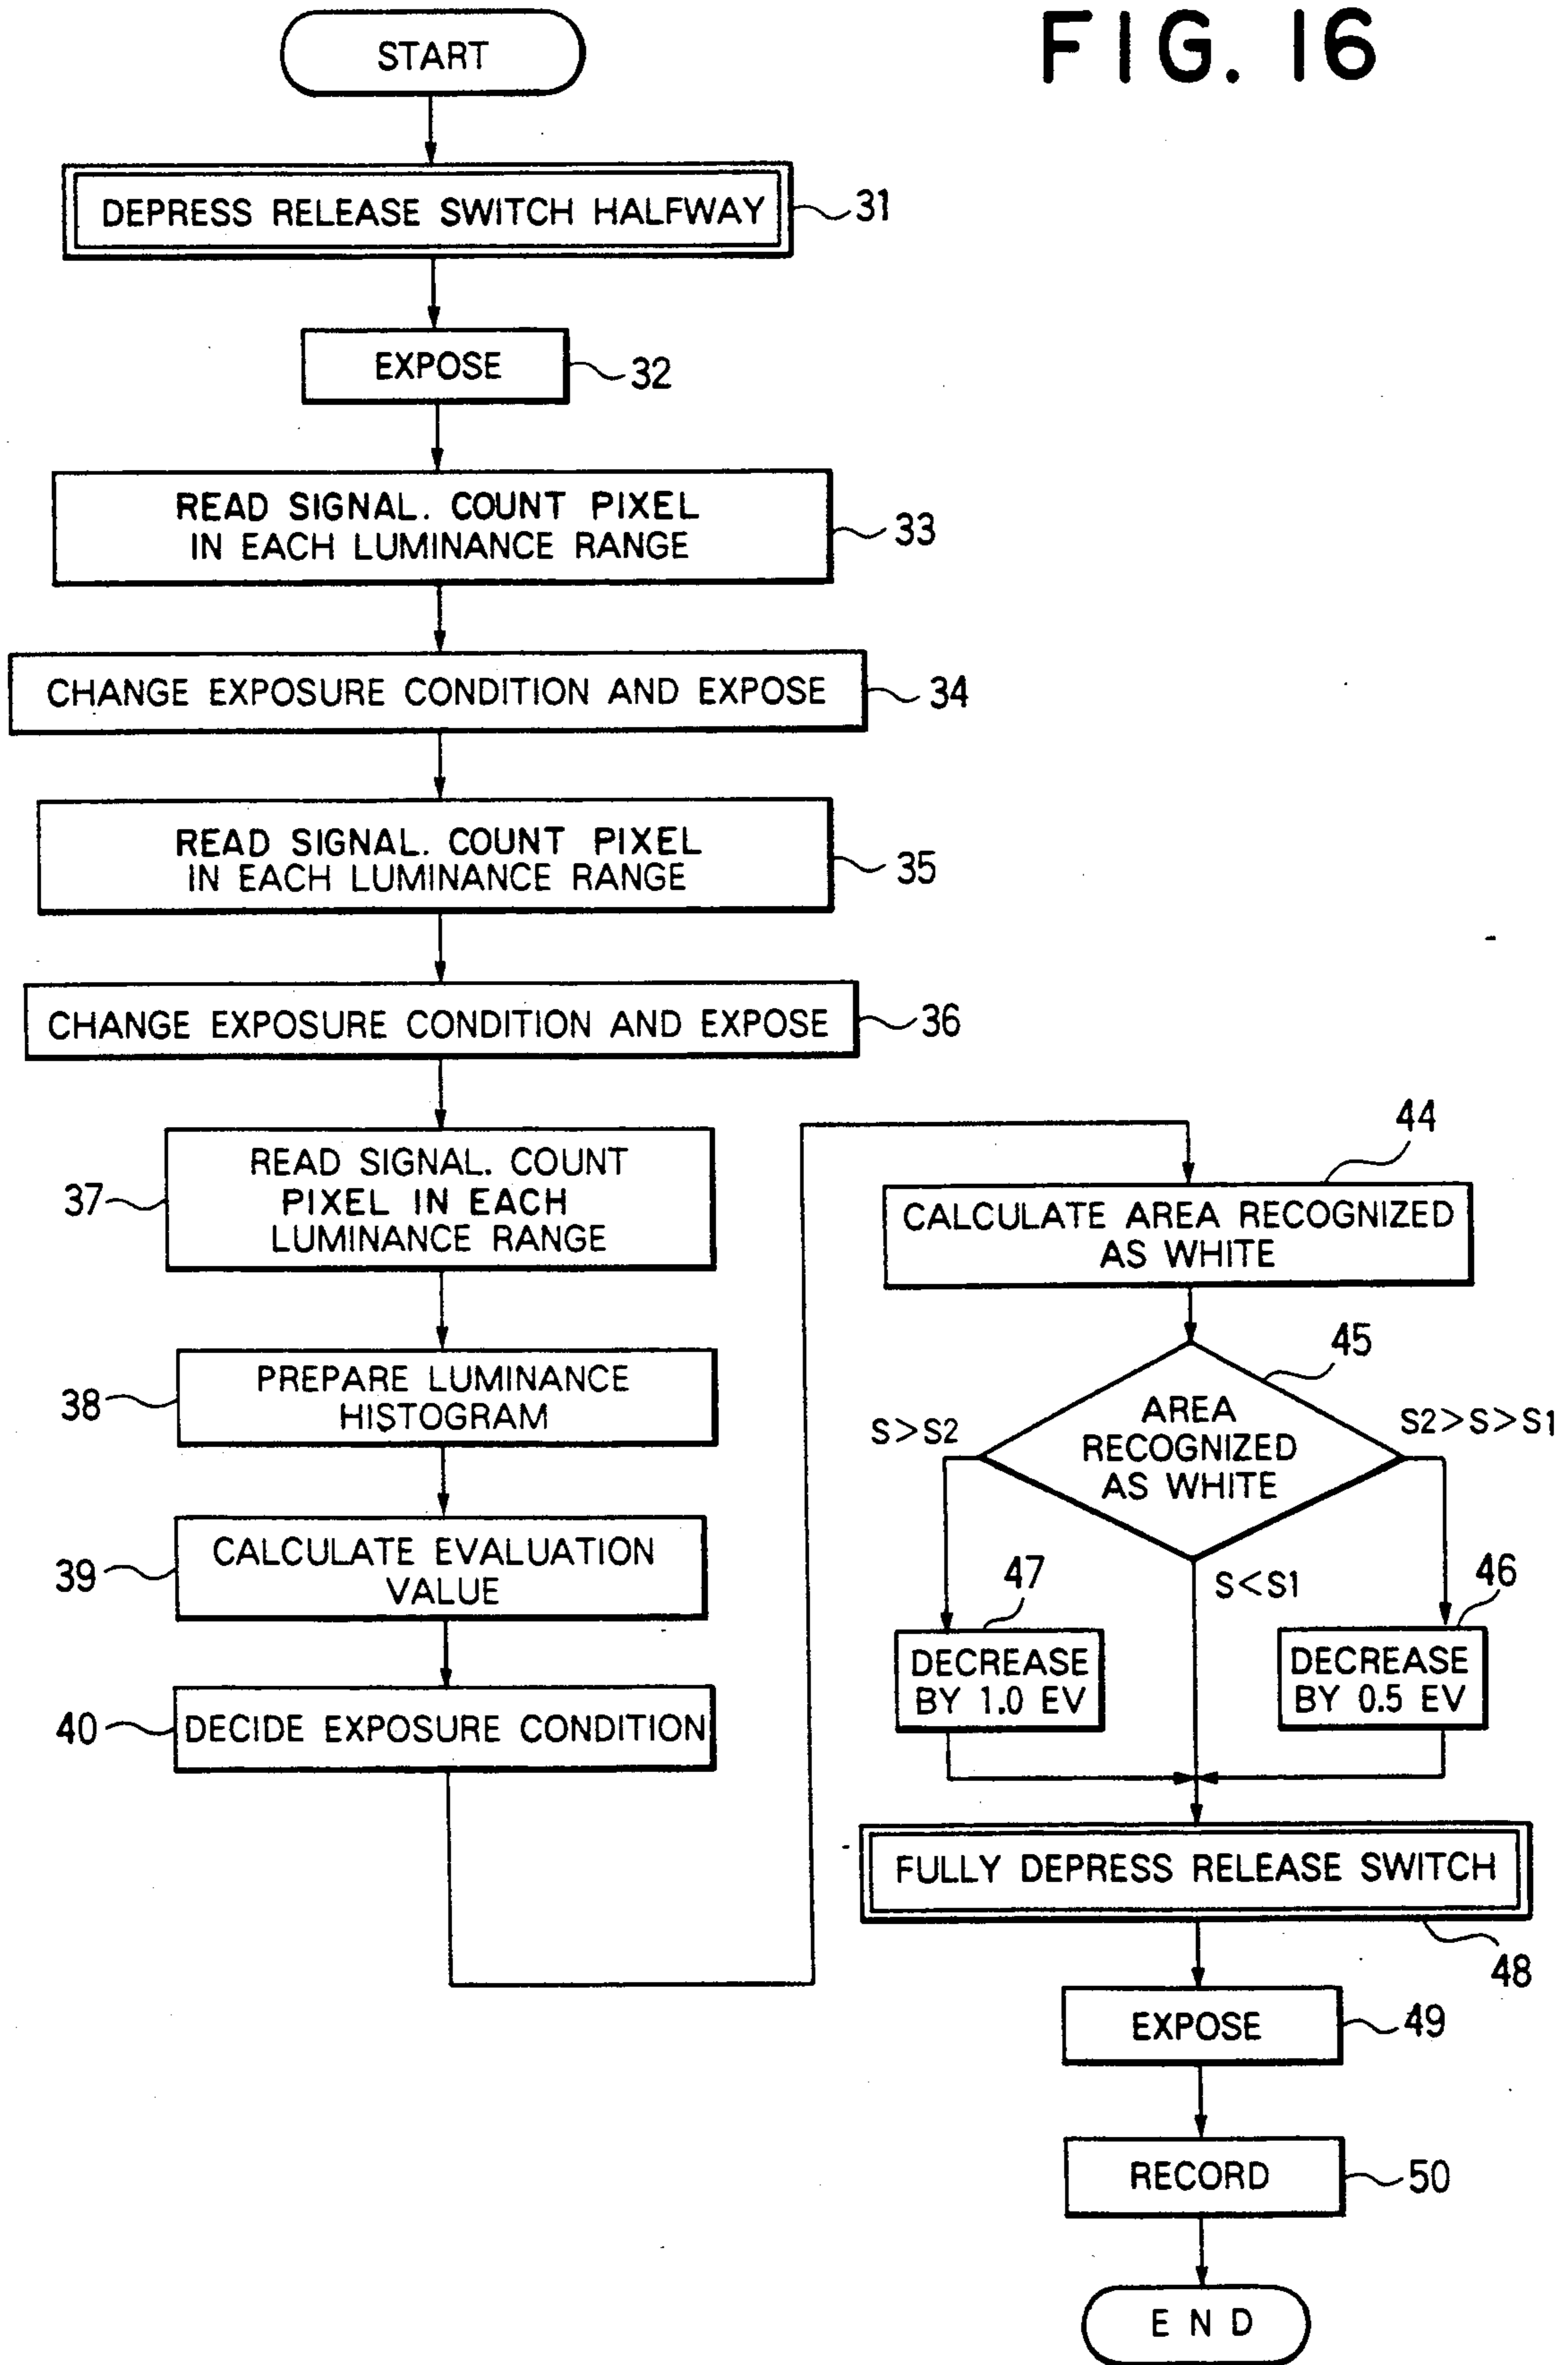 FIG. 16
START
DEPRESS RELEASE SWITCH HALFWAY
31
EXPOSE
32
READ SIGNAL. COUNT PIXEL
IN EACH LUMINANCE RANGE
33
CHANGE EXPOSURE CONDITION AND EXPOSE
34
READ SIGNAL. COUNT PIXEL
IN EACH LUMINANCE RANGE
35
CHANGE EXPOSURE CONDITION AND EXPOSE
36
READ SIGNAL. COUNT
PIXEL IN EACH
LUMINANCE RANGE
37
PREPARE LUMINANCE
HISTOGRAM
38
CALCULATE EVALUATION
VALUE
39
DECIDE EXPOSURE CONDITION
40
44
CALCULATE AREA RECOGNIZED
AS WHITE
45
AREA
RECOGNIZED
AS WHITE
S>S2
S2>S>S1
S<S1
47
DECREASE
BY 1.0 EV
46
DECREASE
BY 0.5 EV
FULLY DEPRESS RELEASE SWITCH
48
EXPOSE
49
RECORD
50
END